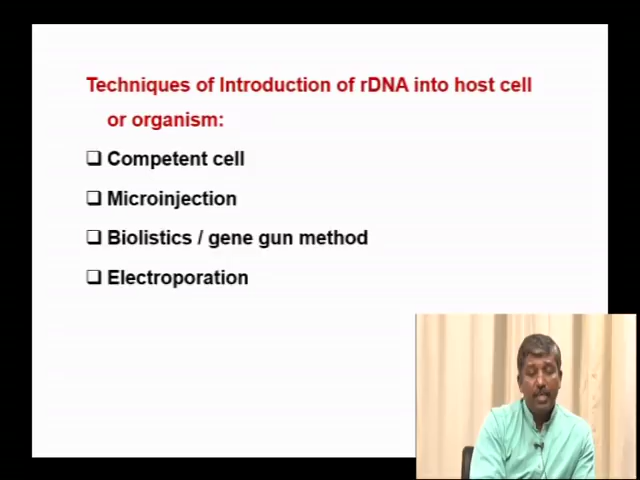 Techniques of Introduction of rDNA into host cell
or organism:
❑ Competent cell
❑ Microinjection
❑ Biolistics / gene gun method
❑ Electroporation